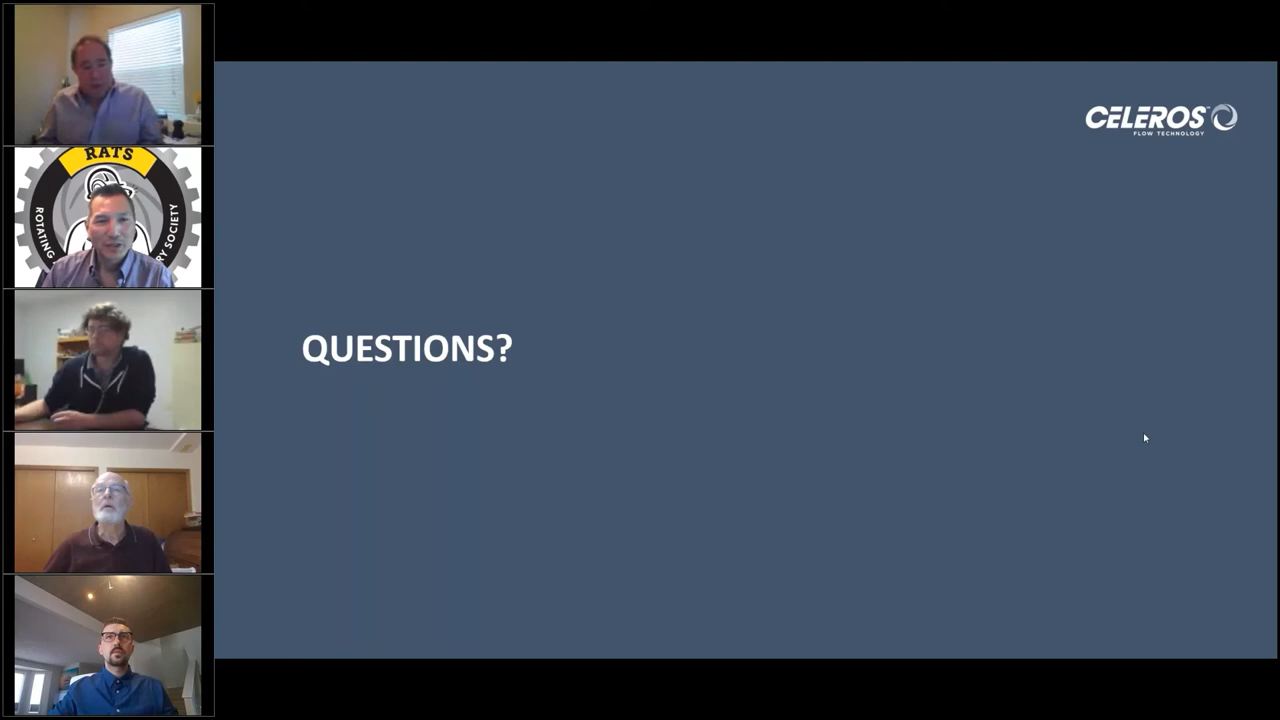 RATS
ROTATING
RY SOCIETY
CELEROS
FLOW TECHNOLOGY
QUESTIONS?